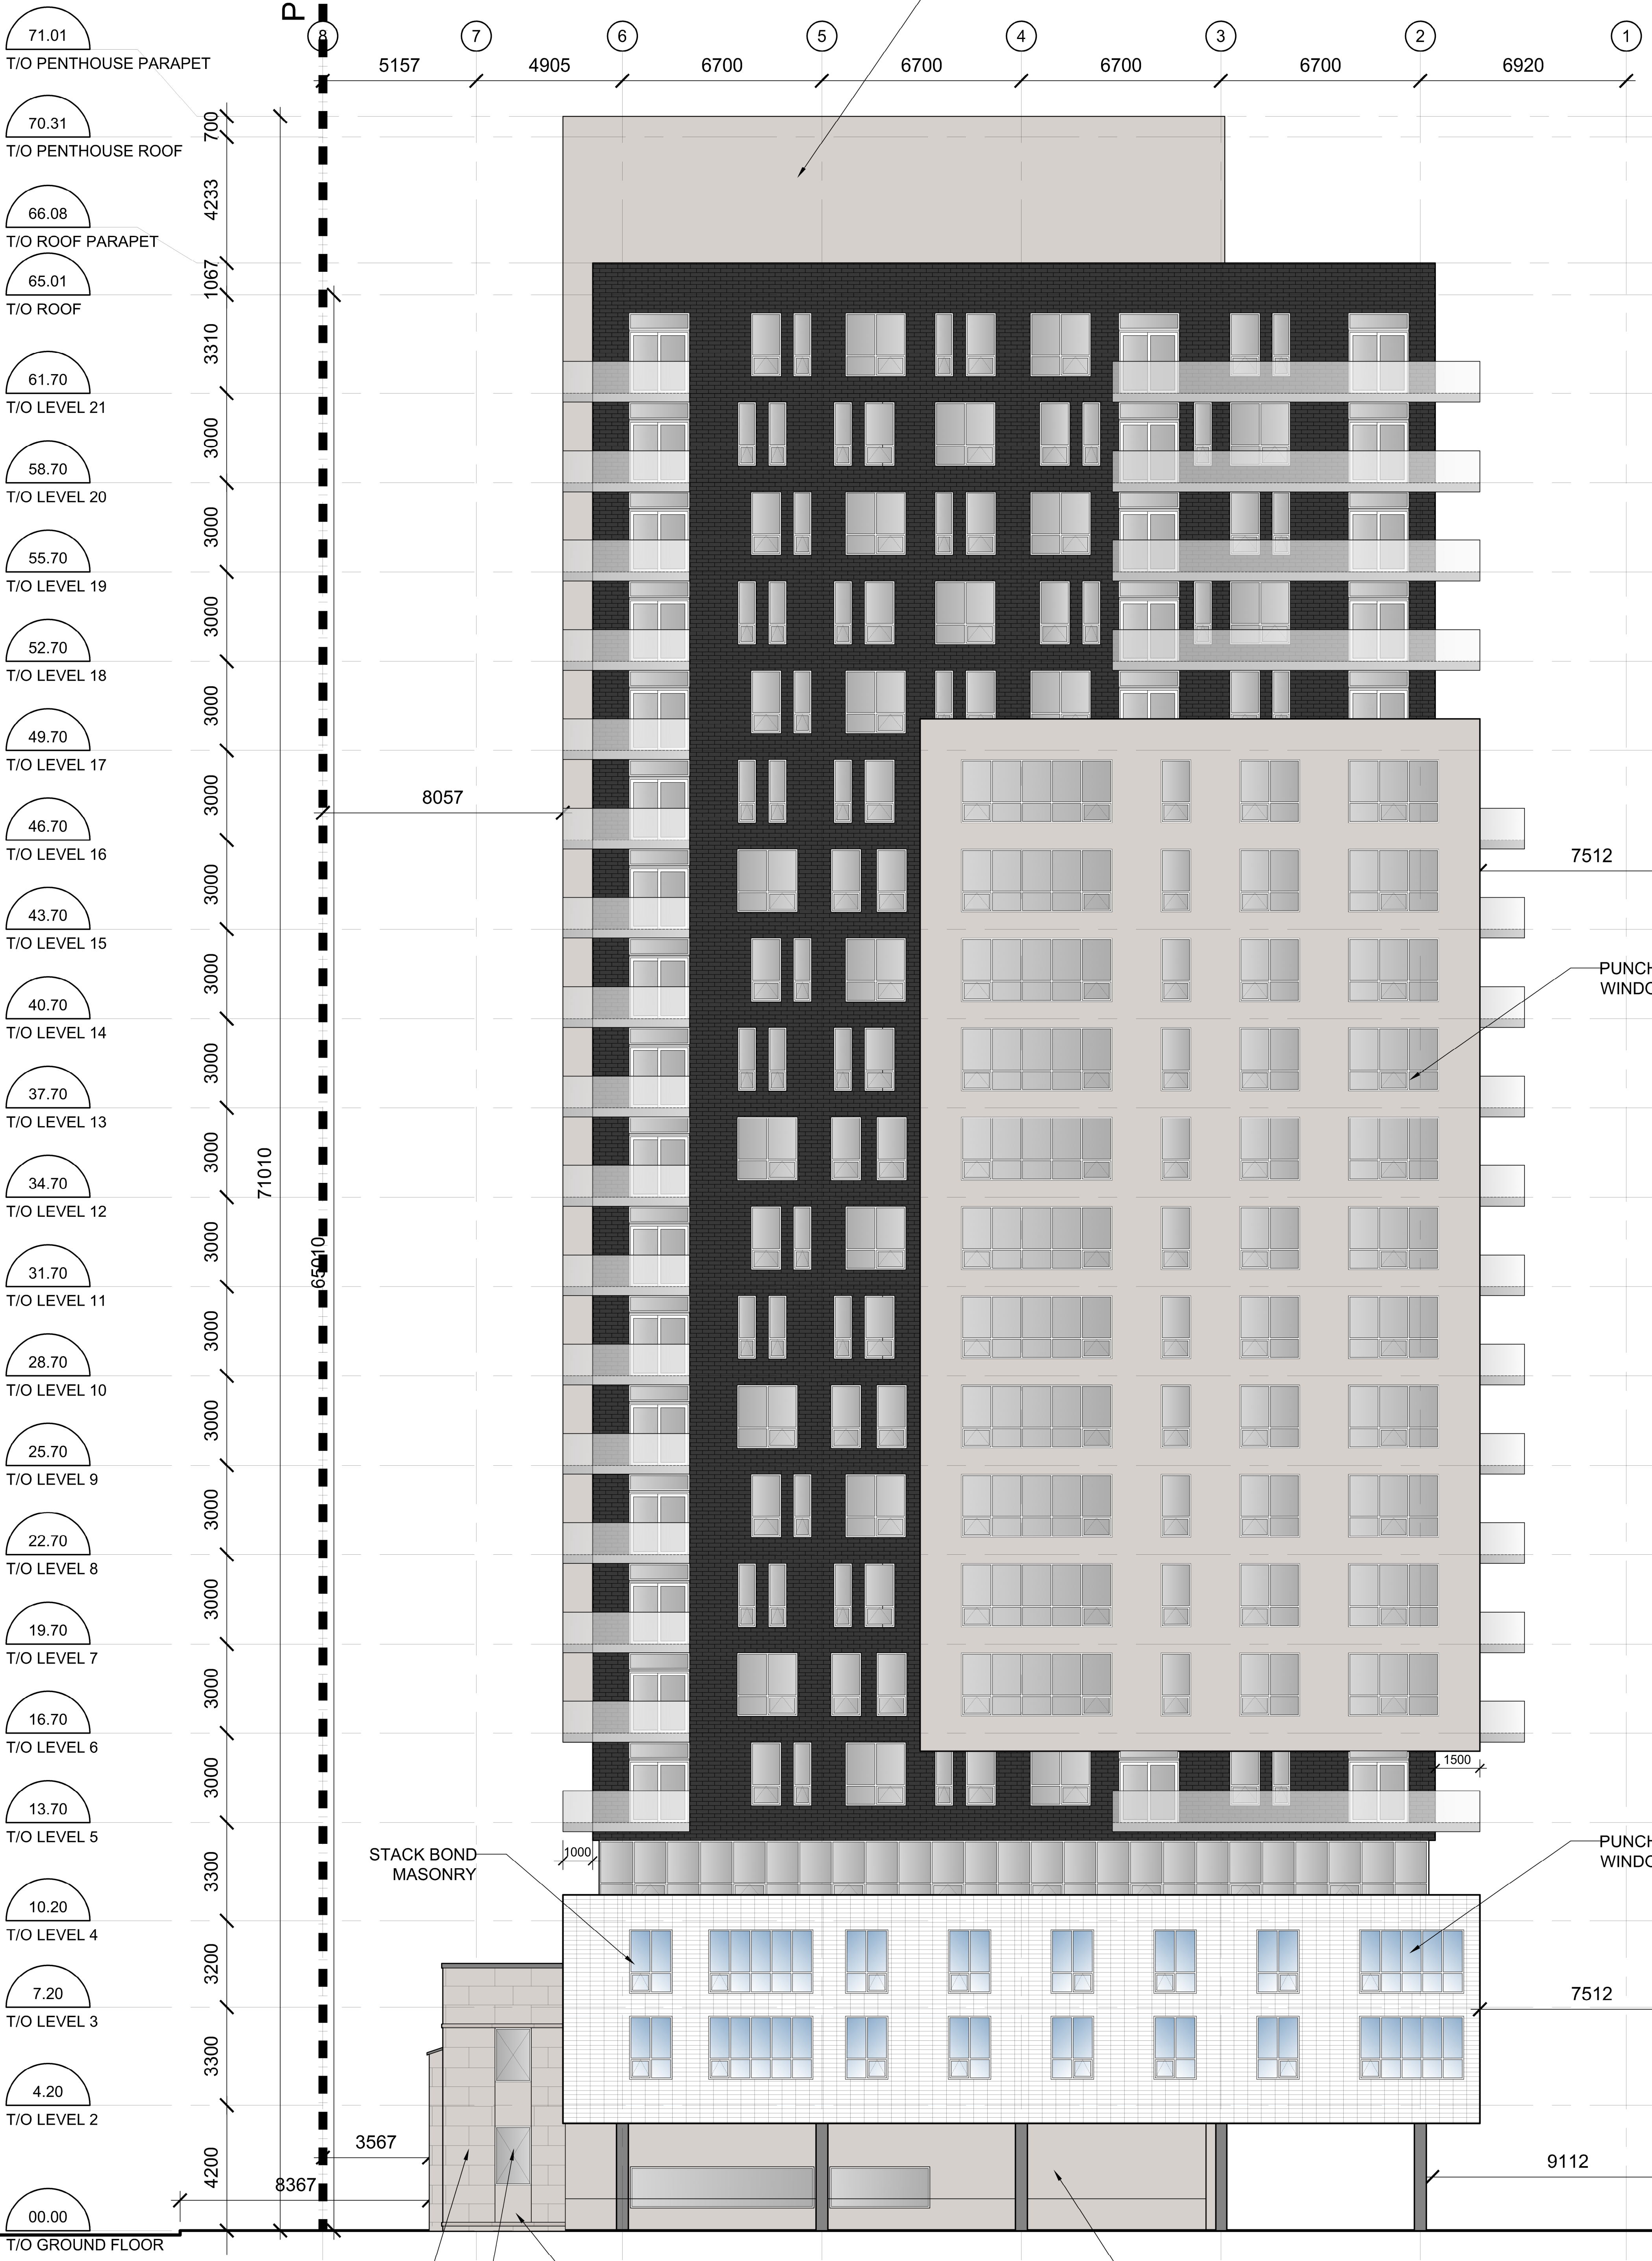 P
8 7 6 5 4 3 2 1
5157 4905 6700 6700 6700 6700 6920
71.01
T/O PENTHOUSE PARAPET
700
70.31
T/O PENTHOUSE ROOF
4233
66.08
T/O ROOF PARAPET
1067
65.01
T/O ROOF
3310
61.70
T/O LEVEL 21
3000
58.70
T/O LEVEL 20
3000
55.70
T/O LEVEL 19
3000
52.70
T/O LEVEL 18
3000
49.70
T/O LEVEL 17
3000
8057
46.70
T/O LEVEL 16
7512
3000
43.70
T/O LEVEL 15
3000
PUNCH
WINDO
40.70
T/O LEVEL 14
3000
37.70
T/O LEVEL 13
3000
71010
34.70
T/O LEVEL 12
3000
65010
31.70
T/O LEVEL 11
3000
28.70
T/O LEVEL 10
3000
25.70
T/O LEVEL 9
3000
22.70
T/O LEVEL 8
3000
19.70
T/O LEVEL 7
3000
16.70
T/O LEVEL 6
3000
1500
13.70
T/O LEVEL 5
3300
STACK BOND
MASONRY
1000
PUNCH
WINDO
10.20
T/O LEVEL 4
3200
7.20
T/O LEVEL 3
7512
3300
4.20
T/O LEVEL 2
4200
3567
9112
8367
00.00
T/O GROUND FLOOR